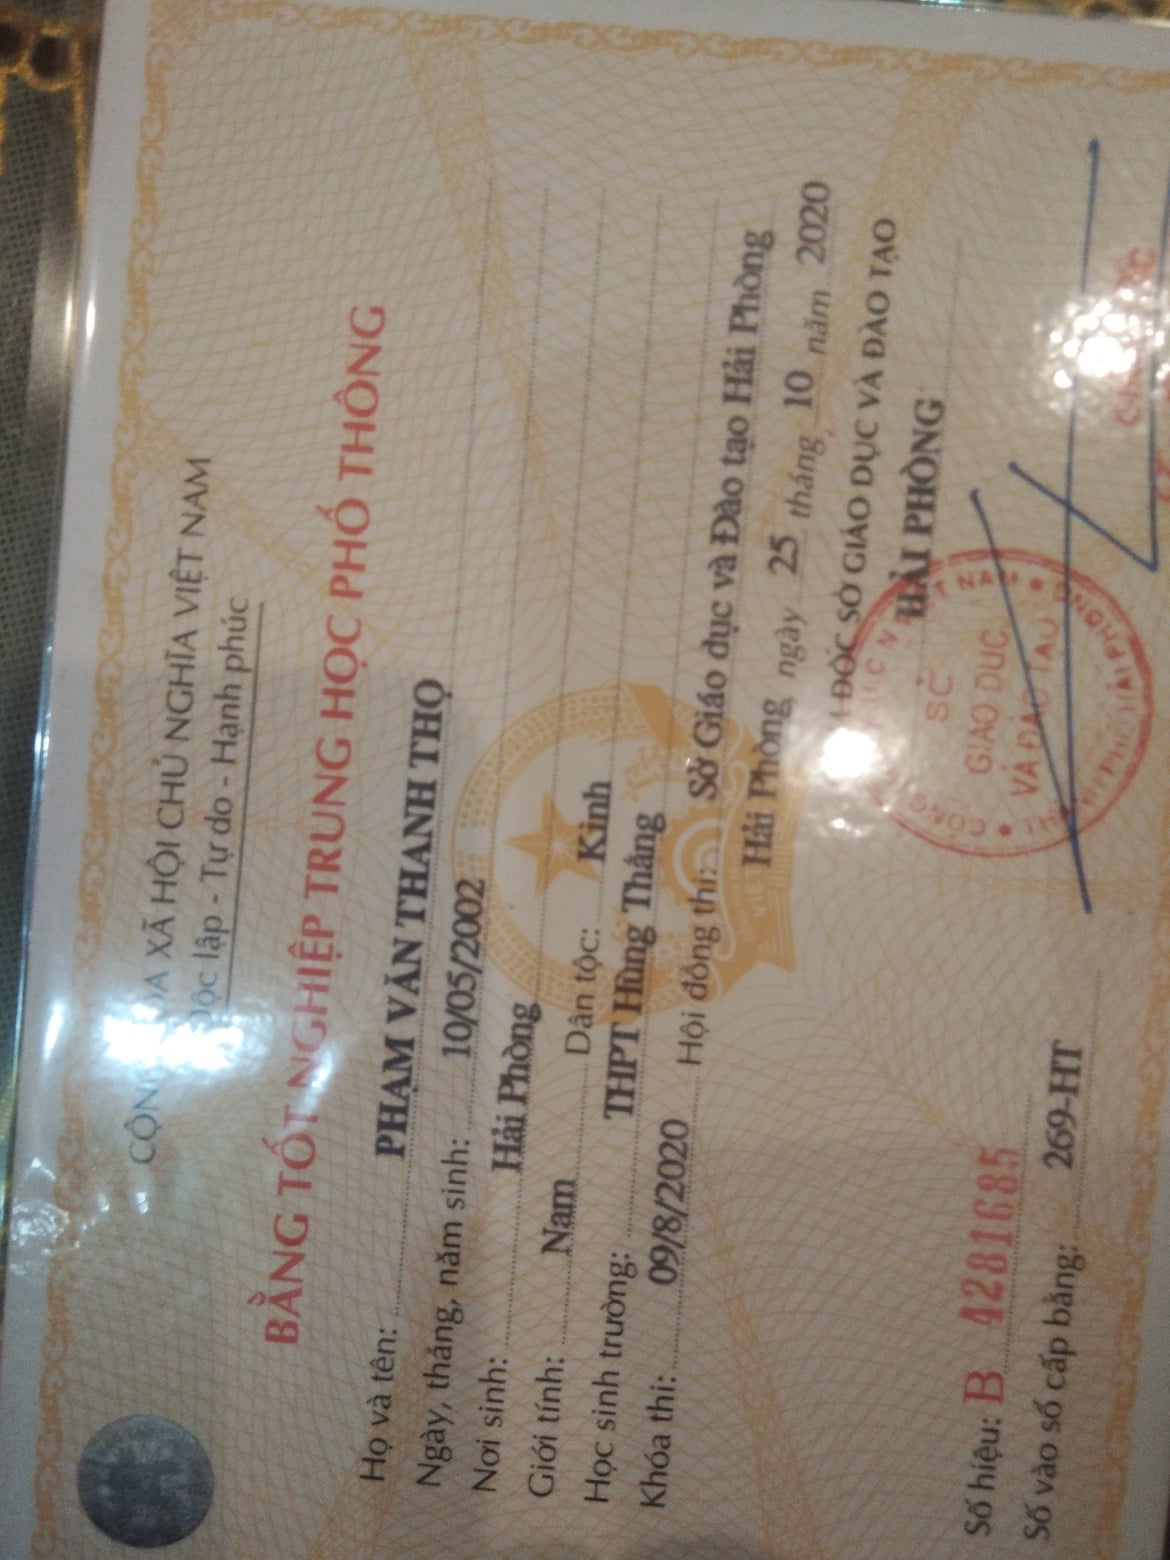 CỘNG HÒA XÃ HỘI CHỦ NGHĨA VIỆT NAM
Độc lập - Tự do - Hạnh phúc
BẰNG TỐT NGHIỆP TRUNG HỌC PHỔ THÔNG
Họ và tên: PHẠM VĂN THANH THỌ
Ngày, tháng, năm sinh: 10/05/2002
Nơi sinh: Hải Phòng
Giới tính: Nam Dân tộc: Kinh
Học sinh trường: THPT Hùng Thắng
Khóa thi: 09/8/2020 Hội đồng thi: Sở Giáo dục và Đào tạo Hải Phòng
Hải Phòng, ngày 25 tháng 10 năm 2020
ĐỐC SỞ GIÁO DỤC VÀ ĐÀO TẠO
HẢI PHÒNG
SỞ
GIÁO DỤC
VÀ ĐÀO TẠO
Số hiệu: B 4281685
Số vào sổ cấp bằng: 269-HT